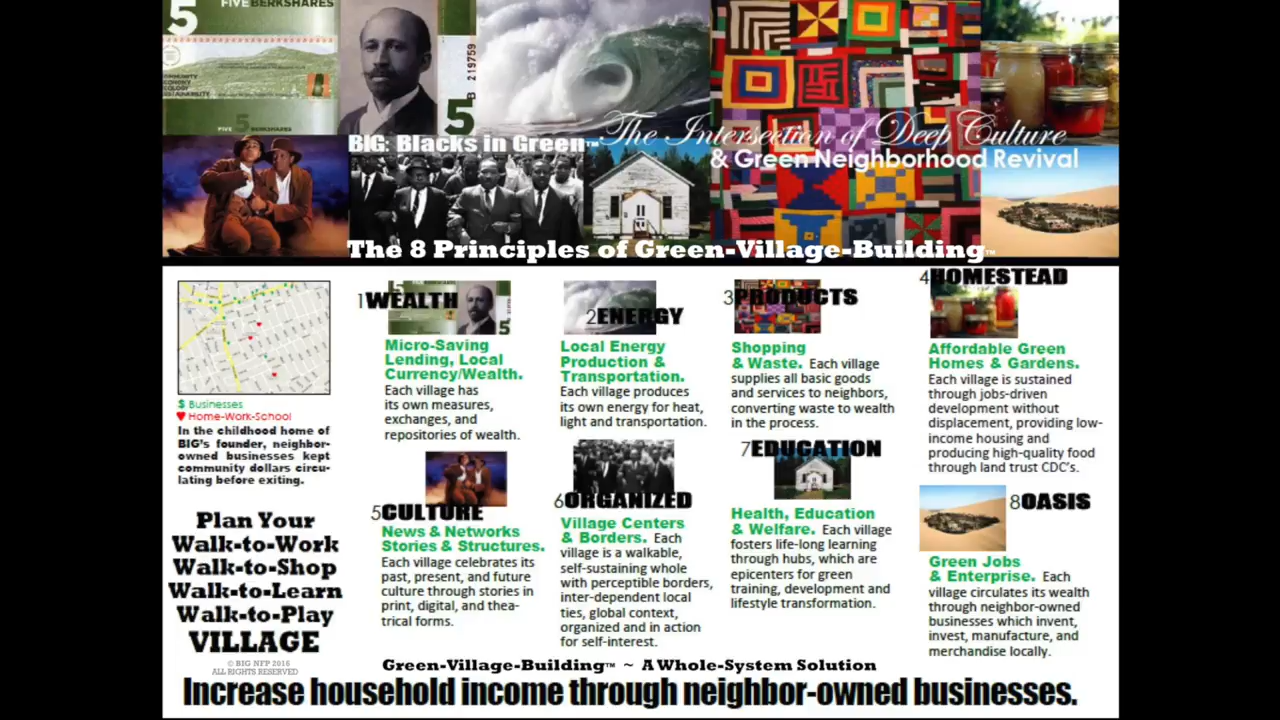 5
FIVE BERKSHARES
COMMUNITY
ECONOMY
ECOLOGY
SUSTAINABILITY
FIVE 5 BERKSHARES
B 219759
5
The Intersection of Deep Culture
BIG: Blacks in Green™
& Green Neighborhood Revival
The 8 Principles of Green-Village-Building™
$ Businesses
♥ Home-Work-School
In the childhood home of
BIG's founder, neighbor-
owned businesses kept
community dollars circu-
lating before exiting.
Plan Your
Walk-to-Work
Walk-to-Shop
Walk-to-Learn
Walk-to-Play
VILLAGE
© BIG NFP 2016
ALL RIGHTS RESERVED
1WEALTH
5
Micro-Saving
Lending, Local
Currency/Wealth.
Each village has
its own measures,
exchanges, and
repositories of wealth.
2ENERGY
Local Energy
Production &
Transportation.
Each village produces
its own energy for heat,
light and transportation.
3PRODUCTS
Shopping
& Waste. Each village
supplies all basic goods
and services to neighbors,
converting waste to wealth
in the process.
4HOMESTEAD
Affordable Green
Homes & Gardens.
Each village is sustained
through jobs-driven
development without
displacement, providing low-
income housing and
producing high-quality food
through land trust CDC's.
5CULTURE
News & Networks
Stories & Structures.
Each village celebrates its
past, present, and future
culture through stories in
print, digital, and thea-
trical forms.
6ORGANIZED
Village Centers
& Borders. Each
village is a walkable,
self-sustaining whole
with perceptible borders,
inter-dependent local
ties, global context,
organized and in action
for self-interest.
7EDUCATION
Health, Education
& Welfare. Each village
fosters life-long learning
through hubs, which are
epicenters for green
training, development and
lifestyle transformation.
8OASIS
Green Jobs
& Enterprise. Each
village circulates its wealth
through neighbor-owned
businesses which invent,
invest, manufacture, and
merchandise locally.
Green-Village-Building™ ~ A Whole-System Solution
Increase household income through neighbor-owned businesses.